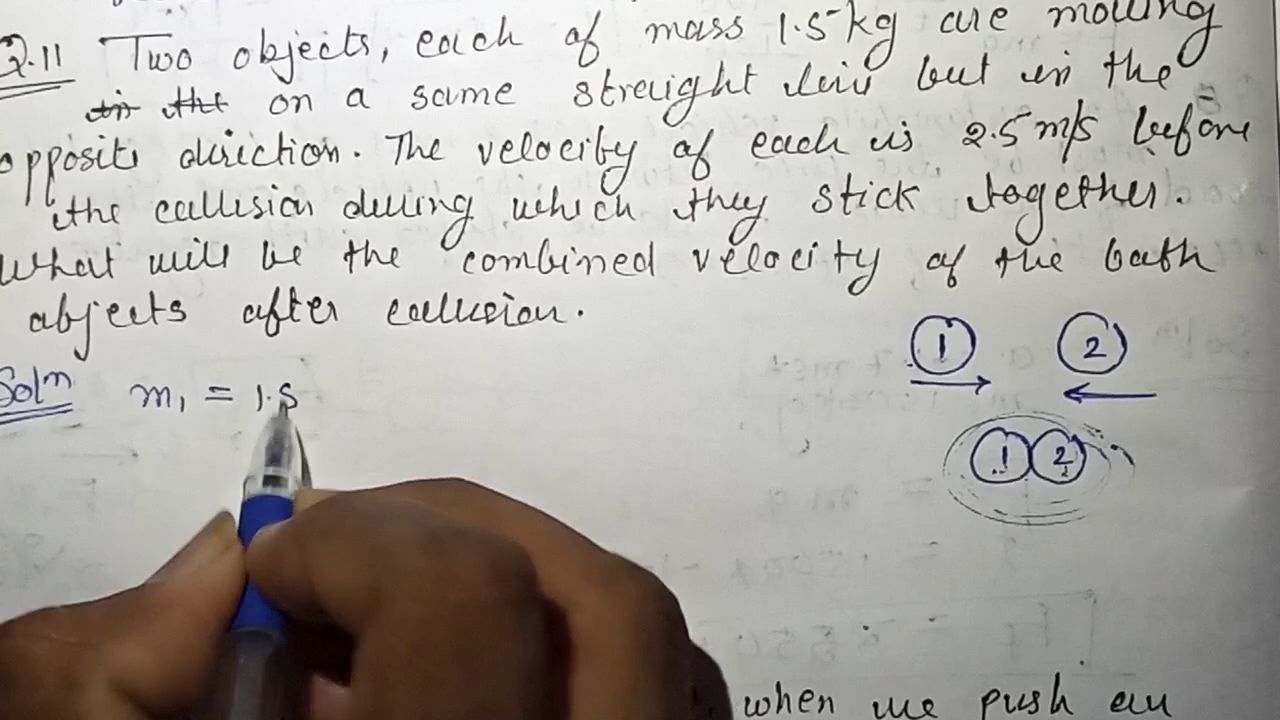 Q.11 Two objects, each of mass 1.5 kg are moving
on a same straight line but in the
opposite direction. The velocity of each is 2.5 m/s before
the collision during which they stick together.
What will be the combined velocity of the both
objects after collision.
1 2
Solⁿ m₁ = 1.5
1 2
when we push an